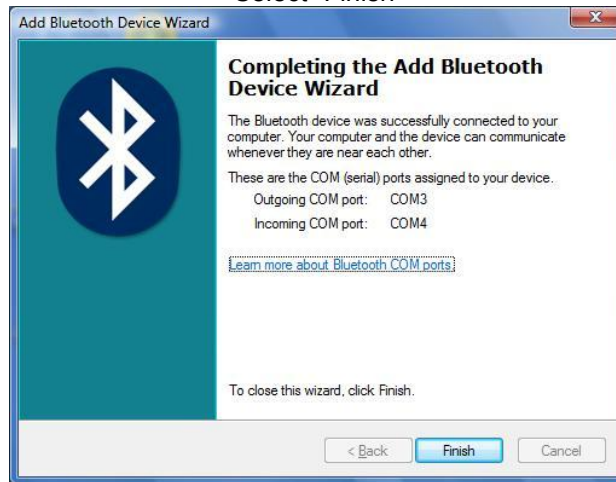 Select "Finish"
Add Bluetooth Device Wizard
Completing the Add Bluetooth
Device Wizard
The Bluetooth device was successfully connected to your
computer. Your computer and the device can communicate
whenever they are near each other.
These are the COM (serial) ports assigned to your device.
Outgoing COM port: COM3
Incoming COM port: COM4
Learn more about Bluetooth COM ports.
To close this wizard, click Finish.
< Back Finish Cancel